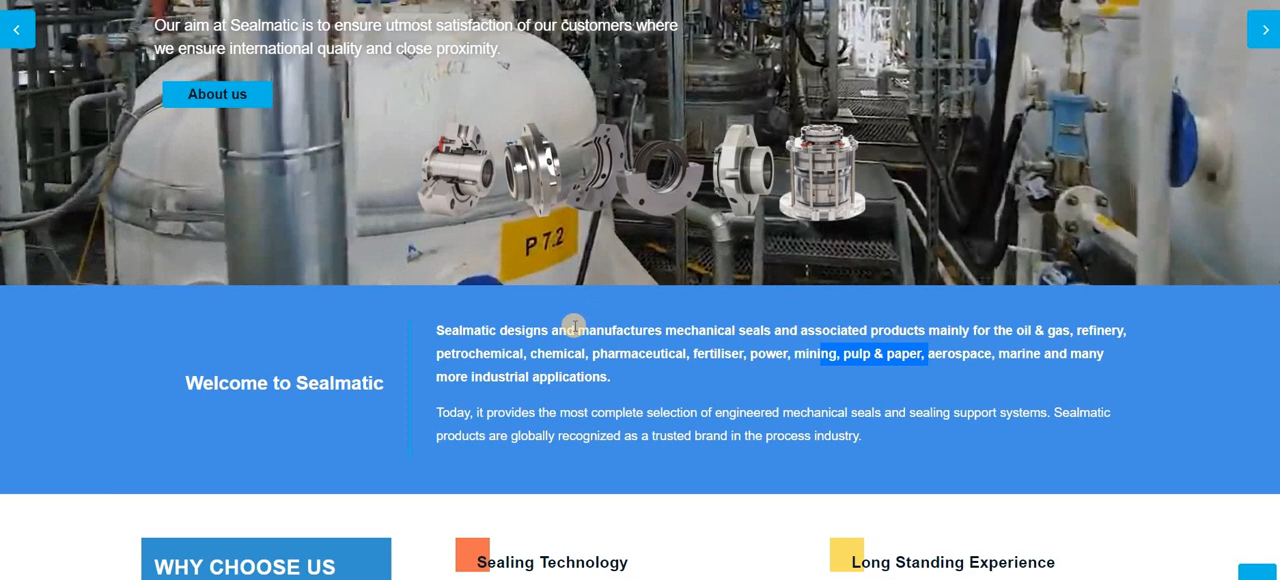 Our aim at Sealmatic is to ensure utmost satisfaction of our customers where
we ensure international quality and close proximity.
About us
P 7.2
Welcome to Sealmatic
Sealmatic designs and manufactures mechanical seals and associated products mainly for the oil & gas, refinery,
petrochemical, chemical, pharmaceutical, fertiliser, power, mining, pulp & paper, aerospace, marine and many
more industrial applications.
Today, it provides the most complete selection of engineered mechanical seals and sealing support systems. Sealmatic
products are globally recognized as a trusted brand in the process industry.
WHY CHOOSE US
Sealing Technology
Long Standing Experience